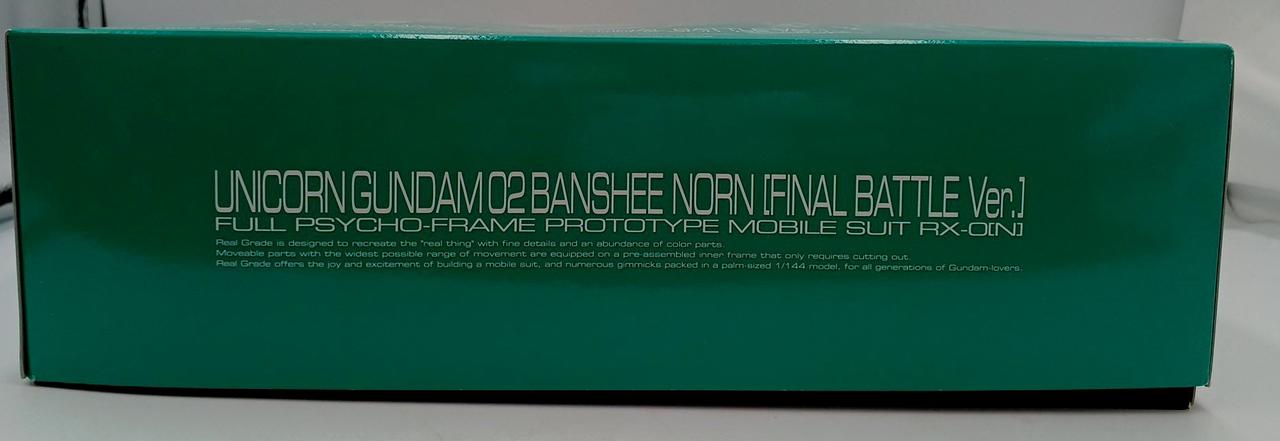 UNICORN GUNDAM 02 BANSHEE NORN [FINAL BATTLE Ver.]
FULL PSYCHO-FRAME PROTOTYPE MOBILE SUIT RX-0[N]
Real Grade is designed to recreate the "real thing" with fine details and an abundance of color parts.
Moveable parts with the widest possible range of movement are equipped on a pre-assembled inner frame that only requires cutting out.
Real Grade offers the joy and excitement of building a mobile suit, and numerous gimmicks packed in a palm-sized 1/144 model, for all generations of Gundam-lovers.